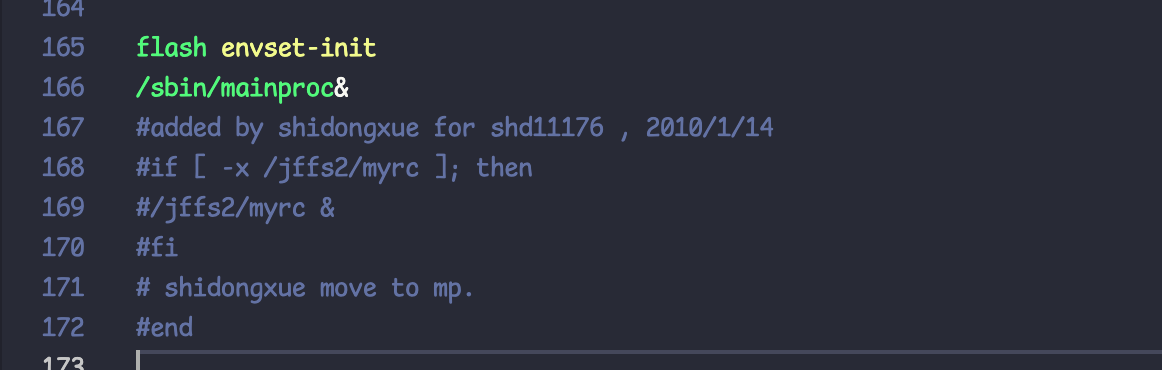 164
165 flash envset-init
166 /sbin/mainproc&
167 #added by shidongxue for shd11176 , 2010/1/14
168 #if [ -x /jffs2/myrc ]; then
169 #/jffs2/myrc &
170 #fi
171 # shidongxue move to mp.
172 #end
173